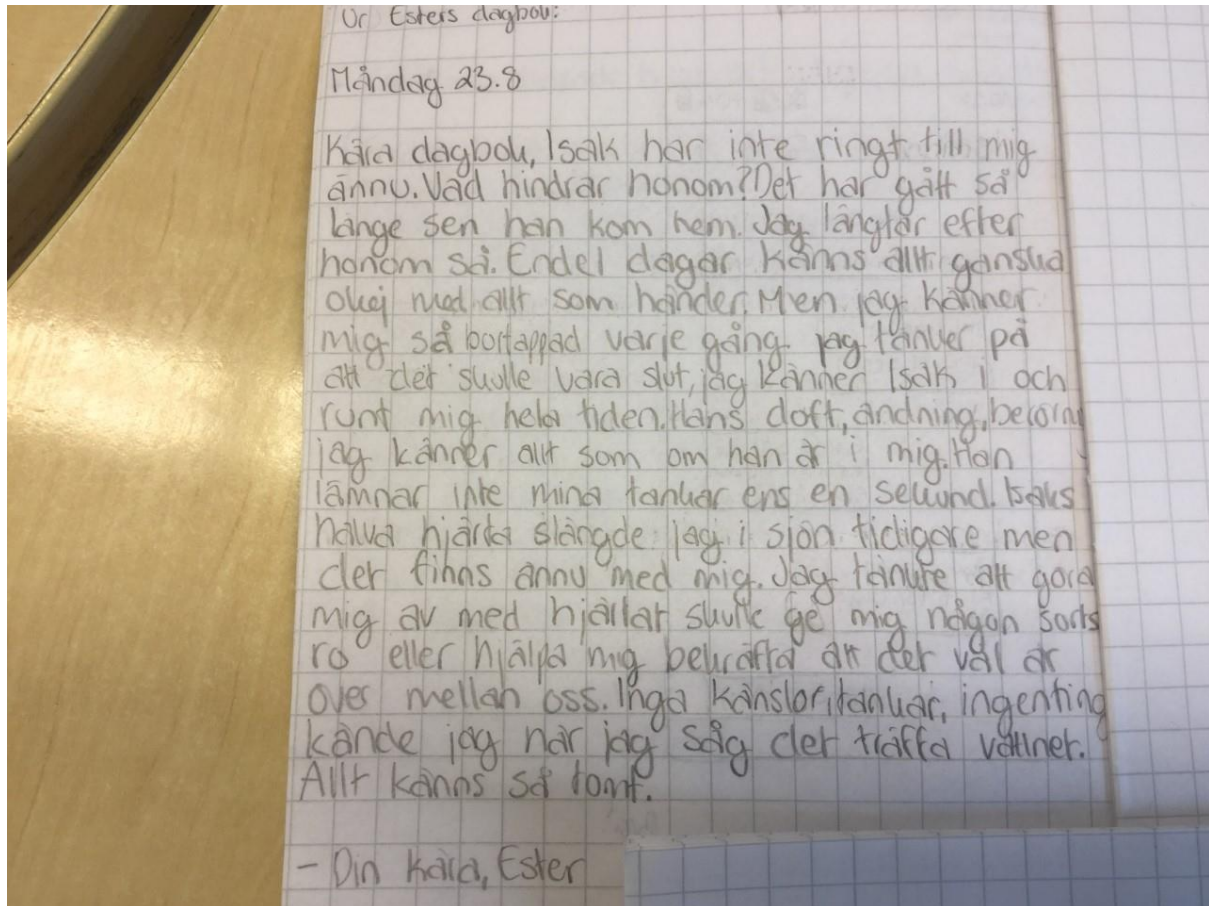 Ur Esters dagbok:
Måndag 23.8
Kära dagbok, Isak har inte ringt till mig
ännu. Vad hindrar honom? Det har gått så
länge sen han kom hem. Jag längtar efter
honom så. Endel dagar känns allt ganska
okej med allt som händer. Men jag känner
mig så bortappad varje gång jag tänker på
att det skulle vara slut, jag känner Isak i och
runt mig hela tiden. Hans doft, andning,
jag känner allt som om han är i mig. Han
lämnar inte mina tankar ens en sekund. Isaks
halva hjärta slängde jag i sjön tidigare men
det finns ännu med mig. Jag tänkte att göra
mig av med hjärtat skulle ge mig någon sorts
ro eller hjälpa mig bekräfta att det väl är
över mellan oss. Inga känslor, tankar, ingenting
kände jag när jag såg det träffa vattnet.
Allt känns så tomt.
- Din kära, Ester